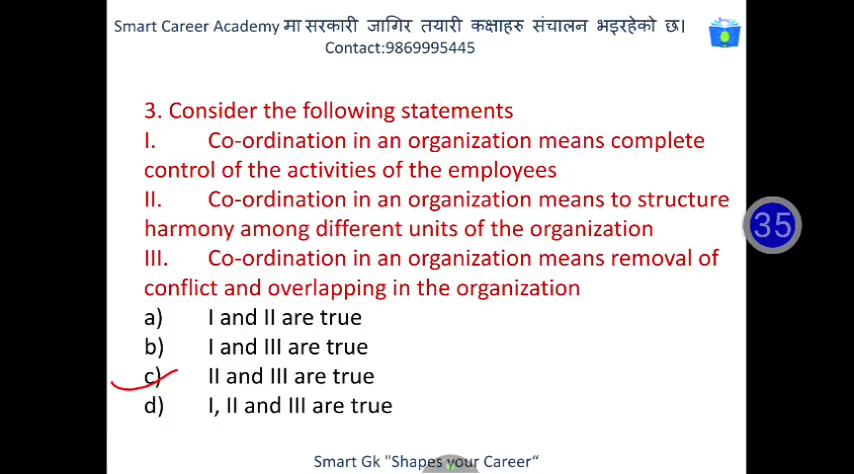 Smart Career Academy मा सरकारी जागिर तयारी कक्षाहरु संचालन भइरहेको छ।
Contact:9869995445
3. Consider the following statements
I. Co-ordination in an organization means complete
control of the activities of the employees
II. Co-ordination in an organization means to structure
harmony among different units of the organization
III. Co-ordination in an organization means removal of
conflict and overlapping in the organization
a) I and II are true
b) I and III are true
c) II and III are true
d) I, II and III are true
35
Smart Gk "Shapes your Career“